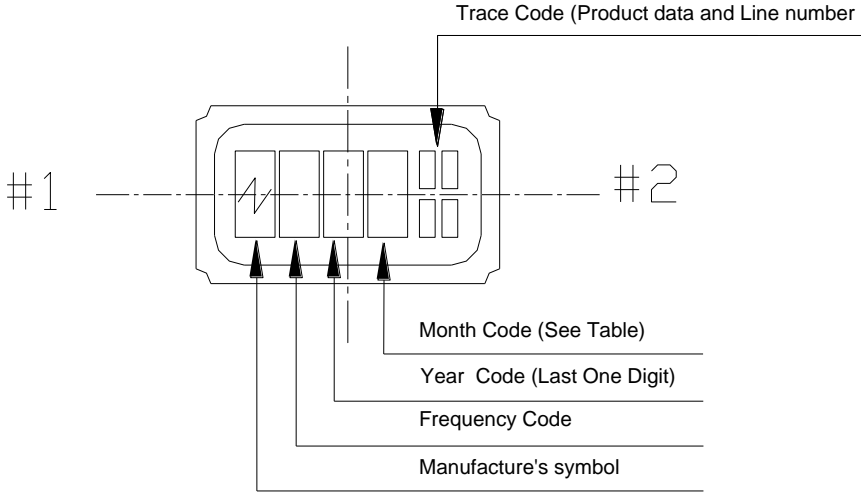 Trace Code (Product data and Line number
#1
#2
Month Code (See Table)
Year Code (Last One Digit)
Frequency Code
Manufacture's symbol